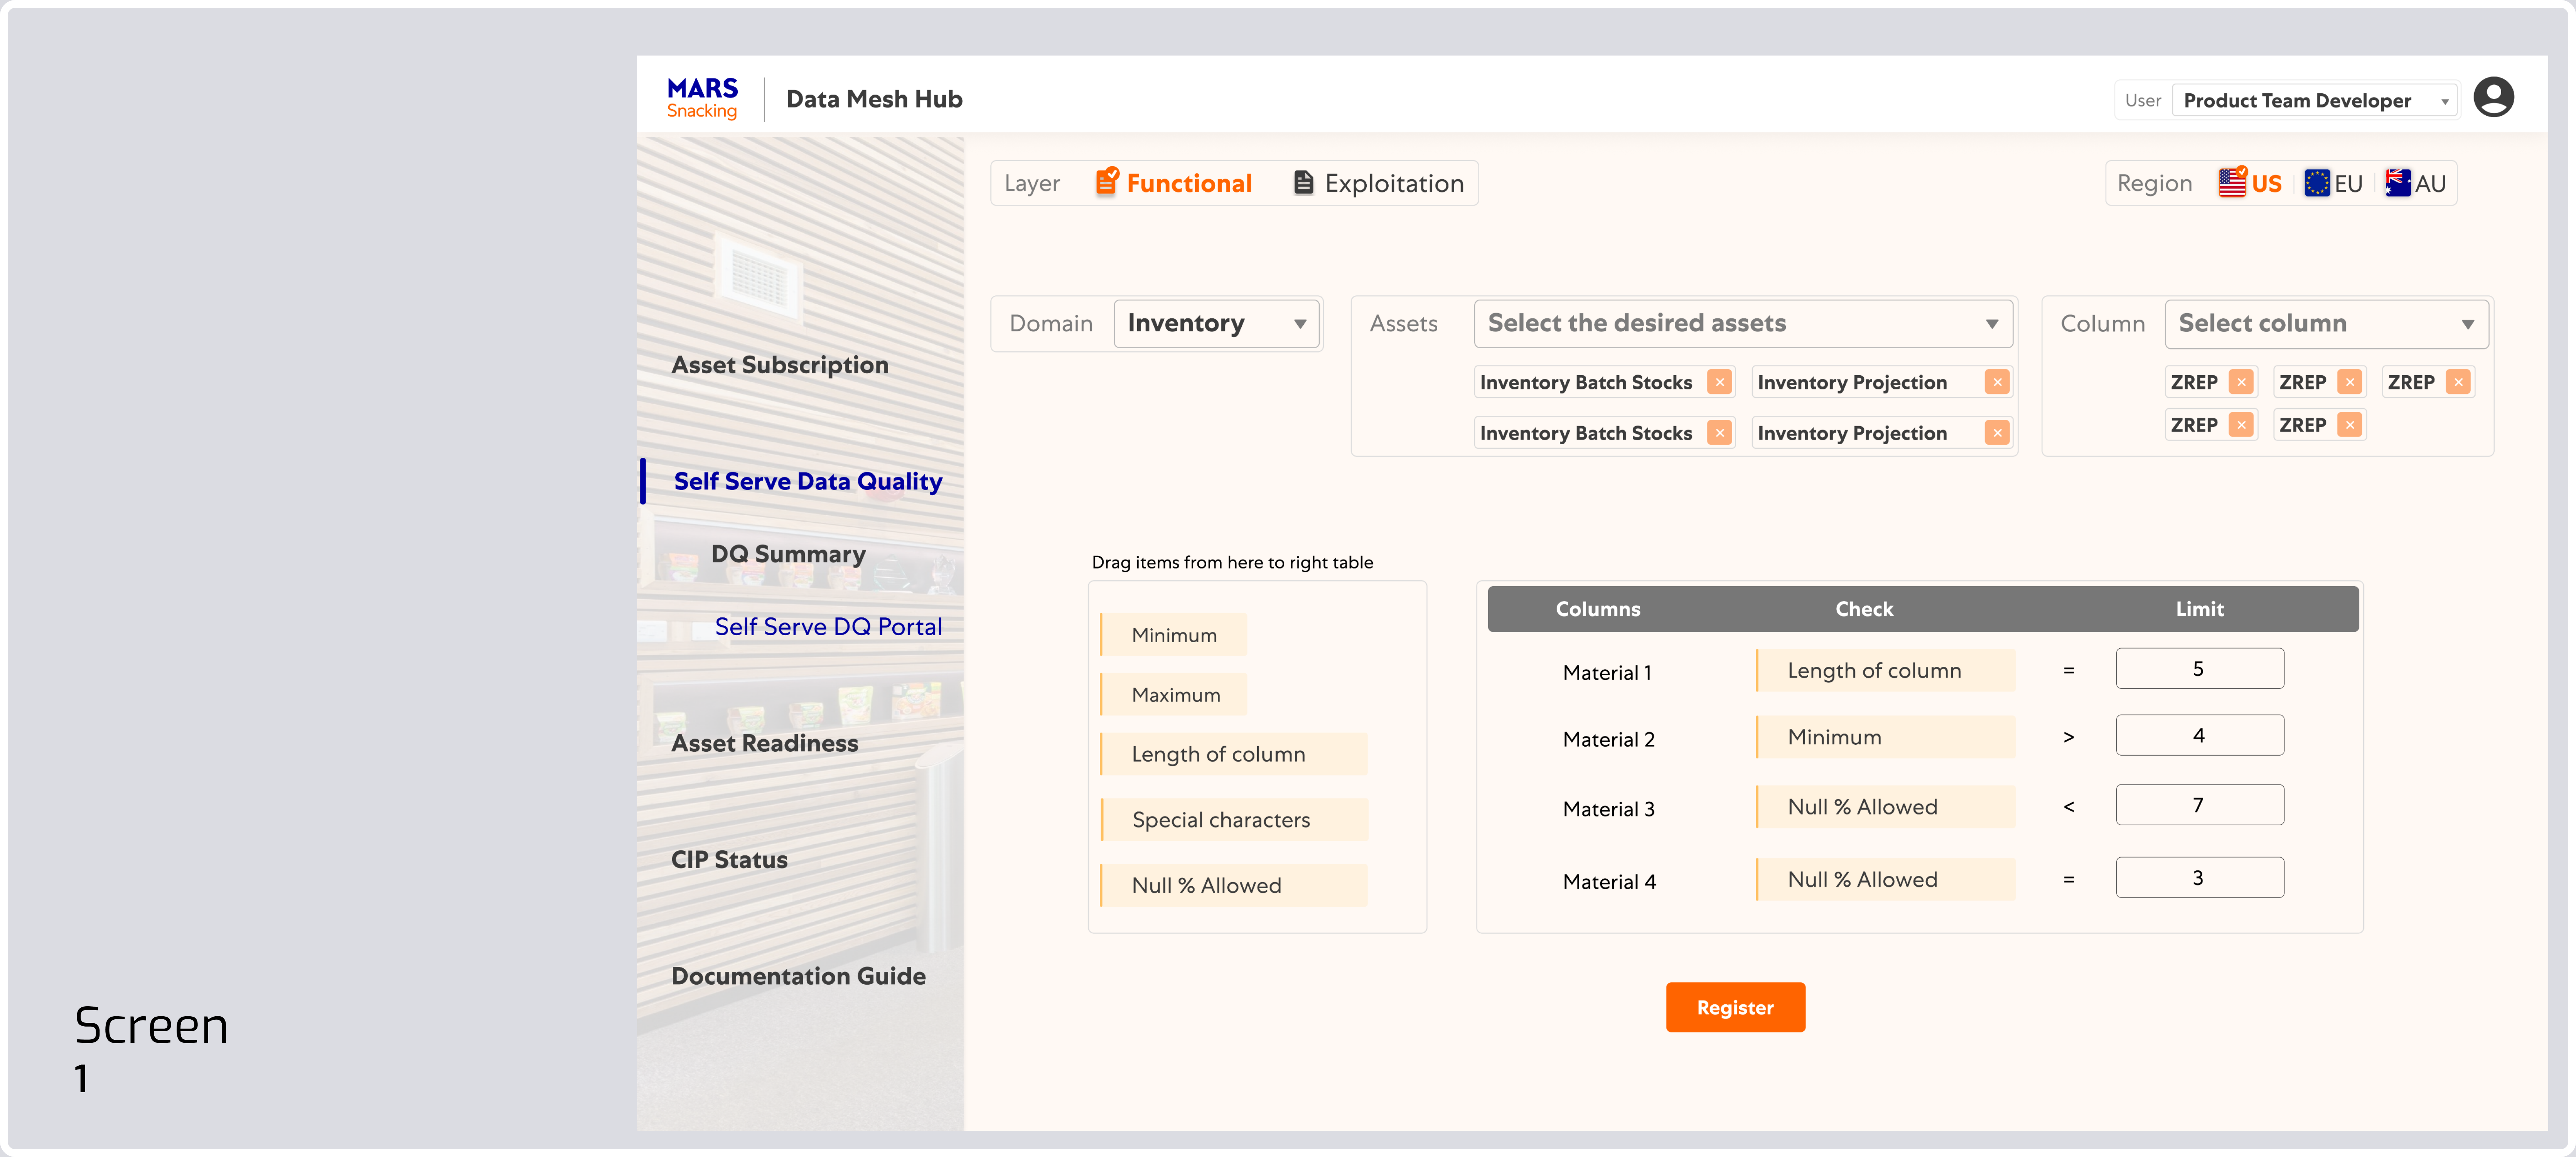 MARS
Snacking
Data Mesh Hub
User Product Team Developer
Layer Functional Exploitation
Region US EU AU
Domain Inventory
Assets Select the desired assets
Inventory Batch Stocks Inventory Projection
Inventory Batch Stocks Inventory Projection
Column Select column
ZREP ZREP ZREP
ZREP ZREP
Asset Subscription
Self Serve Data Quality
DQ Summary
Self Serve DQ Portal
Asset Readiness
CIP Status
Documentation Guide
Drag items from here to right table
Minimum
Maximum
Length of column
Special characters
Null % Allowed
Columns Check Limit
Material 1 Length of column = 5
Material 2 Minimum > 4
Material 3 Null % Allowed < 7
Material 4 Null % Allowed = 3
Register
Screen
1